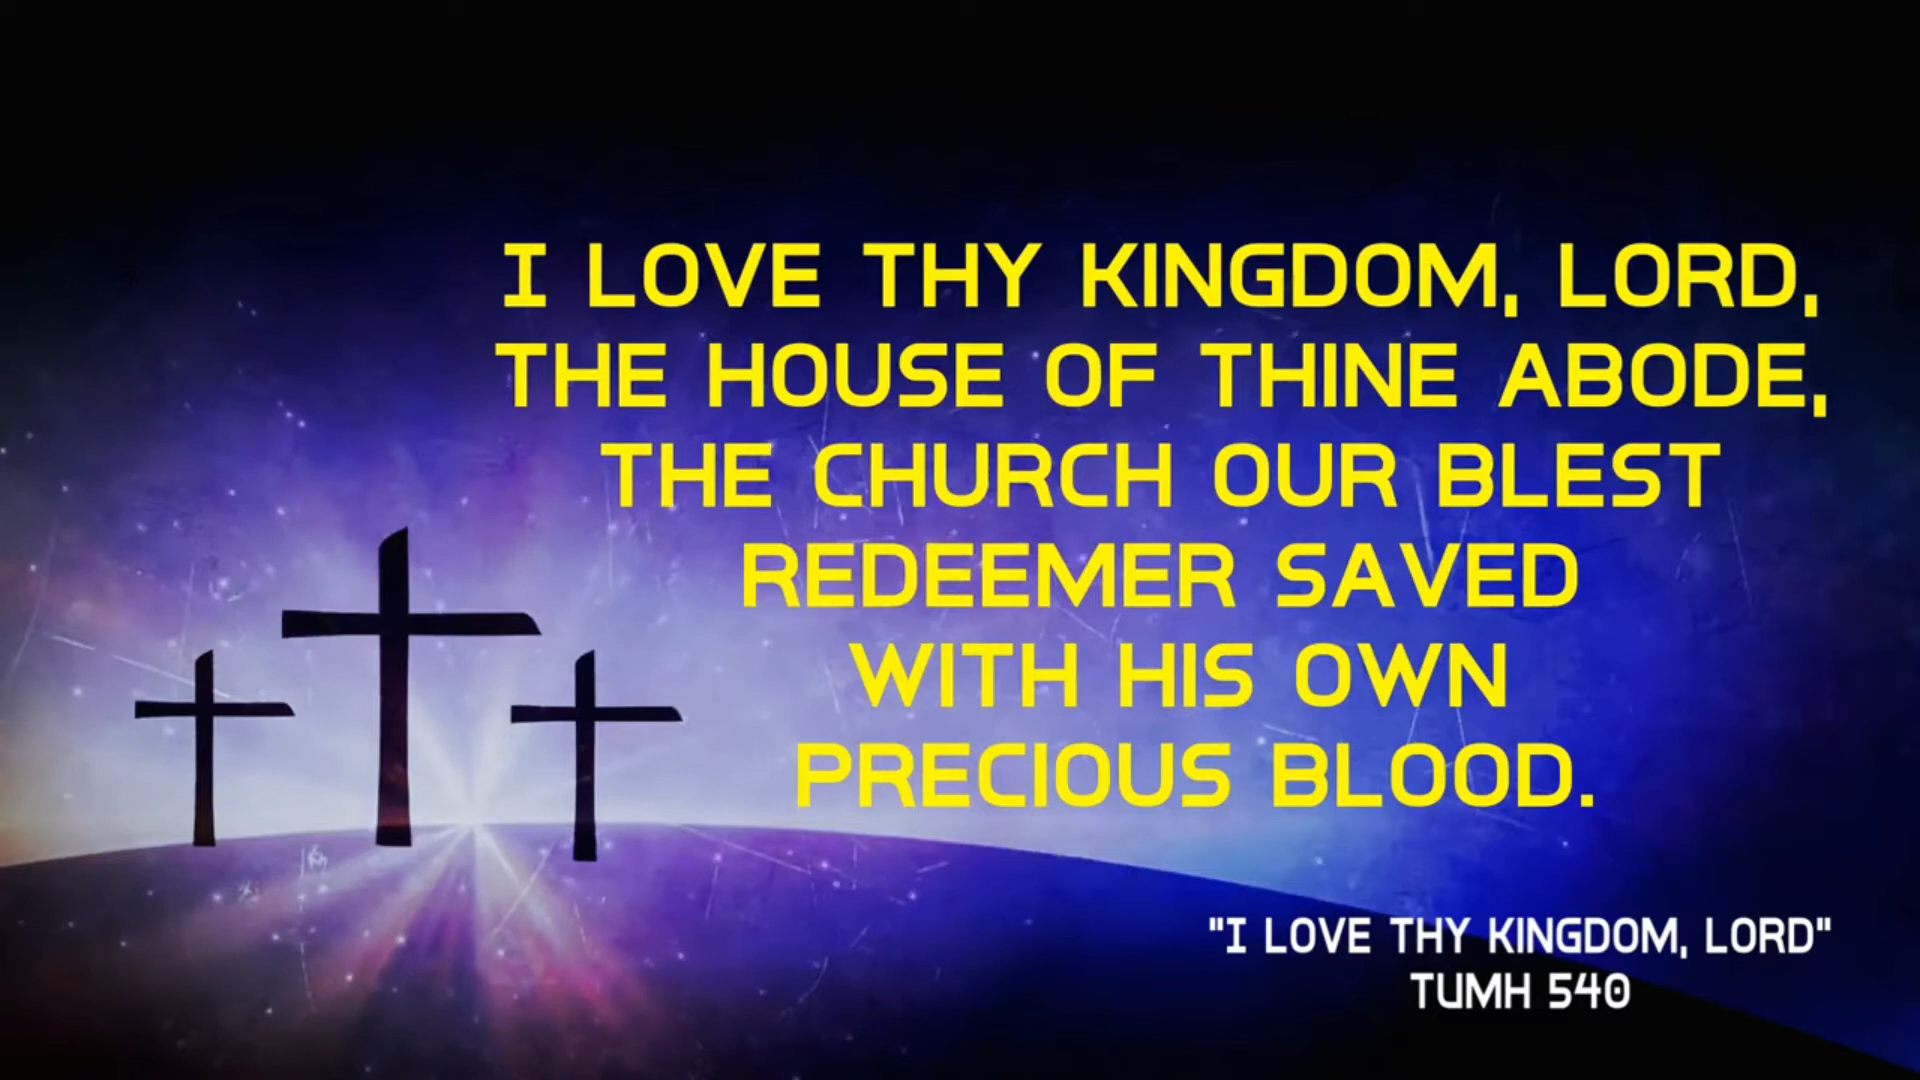 I LOVE THY KINGDOM, LORD,
THE HOUSE OF THINE ABODE,
THE CHURCH OUR BLEST
REDEEMER SAVED
WITH HIS OWN
PRECIOUS BLOOD.
"I LOVE THY KINGDOM, LORD"
TUMH 540